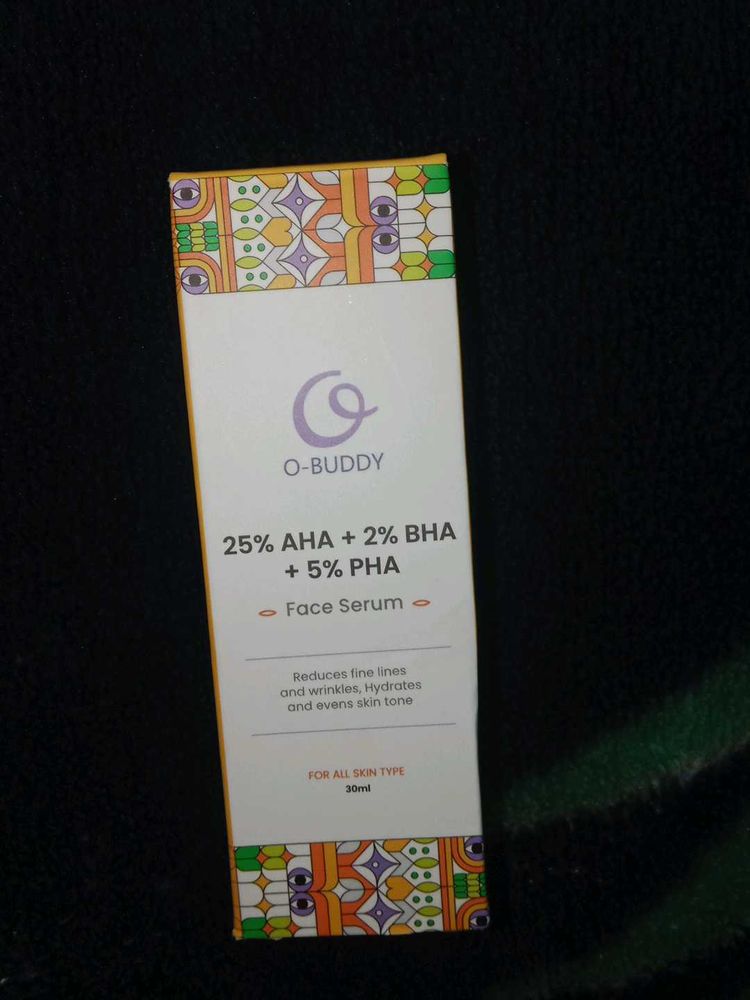 O-BUDDY
25% AHA + 2% BHA
+ 5% PHA
Face Serum
Reduces fine lines
and wrinkles, Hydrates
and evens skin tone
FOR ALL SKIN TYPE
30ml